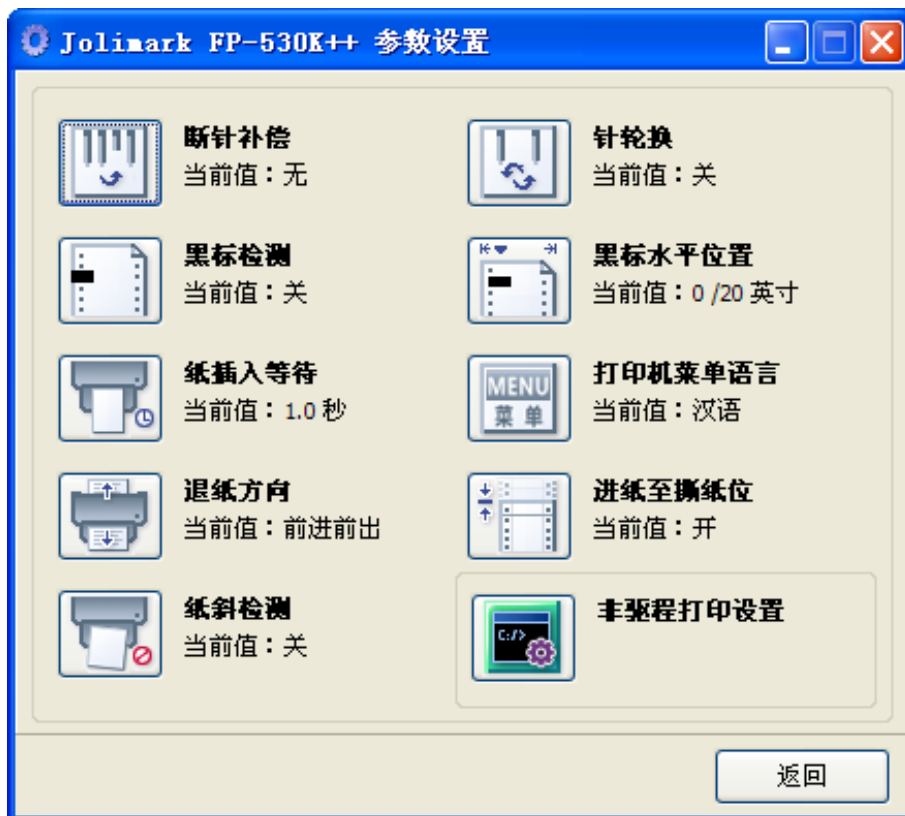 Jolimark FP-530K++ 参数设置
断针补偿
当前值：无
针轮换
当前值：关
黑标检测
当前值：关
黑标水平位置
当前值：0 /20 英寸
纸插入等待
当前值：1.0 秒
MENU
菜单
打印机菜单语言
当前值：汉语
退纸方向
当前值：前进前出
进纸至撕纸位
当前值：开
纸斜检测
当前值：关
C:/>
非驱程打印设置
返回